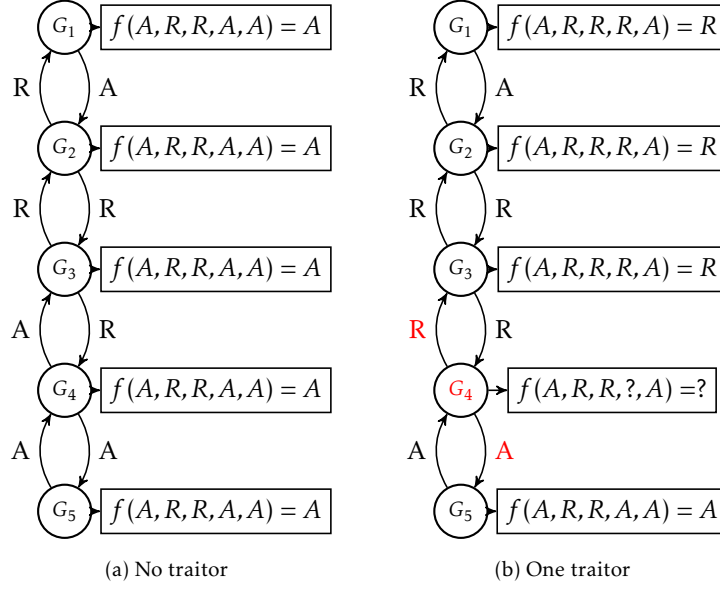 G1 f(A, R, R, A, A) = A
R A
G2 f(A, R, R, A, A) = A
R R
G3 f(A, R, R, A, A) = A
A R
G4 f(A, R, R, A, A) = A
A A
G5 f(A, R, R, A, A) = A
(a) No traitor
G1 f(A, R, R, R, A) = R
R A
G2 f(A, R, R, R, A) = R
R R
G3 f(A, R, R, R, A) = R
R R
G4 f(A, R, R, ?, A) =?
A A
G5 f(A, R, R, A, A) = A
(b) One traitor